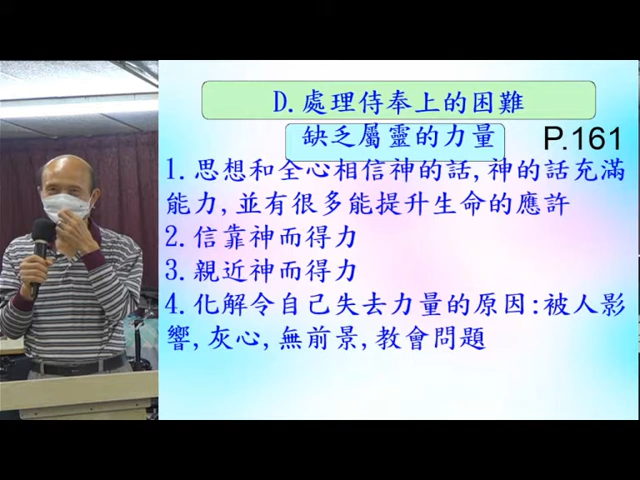 D.處理侍奉上的困難
缺乏屬靈的力量
P.161
1.思想和全心相信神的話,神的話充滿
能力,並有很多能提升生命的應許
2.信靠神而得力
3.親近神而得力
4.化解令自己失去力量的原因:被人影
響,灰心,無前景,教會問題